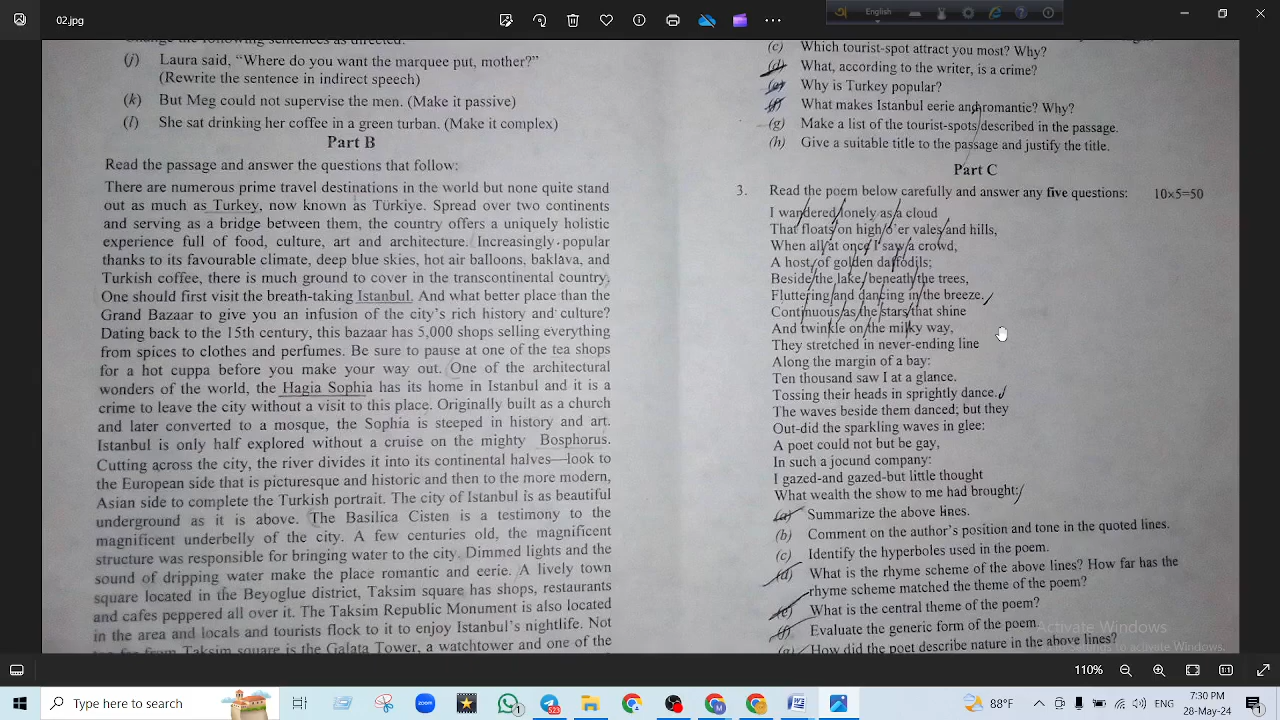 02.jpg
English
Change the following sentences as directed:
(j) Laura said, "Where do you want the marquee put, mother?"
(Rewrite the sentence in indirect speech)
(k) But Meg could not supervise the men. (Make it passive)
(l) She sat drinking her coffee in a green turban. (Make it complex)
Part B
Read the passage and answer the questions that follow:
There are numerous prime travel destinations in the world but none quite stand
out as much as Turkey, now known as Türkiye. Spread over two continents
and serving as a bridge between them, the country offers a uniquely holistic
experience full of food, culture, art and architecture. Increasingly popular
thanks to its favourable climate, deep blue skies, hot air balloons, baklava, and
Turkish coffee, there is much ground to cover in the transcontinental country.
One should first visit the breath-taking Istanbul. And what better place than the
Grand Bazaar to give you an infusion of the city's rich history and culture?
Dating back to the 15th century, this bazaar has 5,000 shops selling everything
from spices to clothes and perfumes. Be sure to pause at one of the tea shops
for a hot cuppa before you make your way out. One of the architectural
wonders of the world, the Hagia Sophia has its home in Istanbul and it is a
crime to leave the city without a visit to this place. Originally built as a church
and later converted to a mosque, the Sophia is steeped in history and art.
Istanbul is only half explored without a cruise on the mighty Bosphorus.
Cutting across the city, the river divides it into its continental halves—look to
the European side that is picturesque and historic and then to the more modern,
Asian side to complete the Turkish portrait. The city of Istanbul is as beautiful
underground as it is above. The Basilica Cisten is a testimony to the
magnificent underbelly of the city. A few centuries old, the magnificent
structure was responsible for bringing water to the city. Dimmed lights and the
sound of dripping water make the place romantic and eerie. A lively town
square located in the Beyoglue district, Taksim square has shops, restaurants
and cafes peppered all over it. The Taksim Republic Monument is also located
in the area and locals and tourists flock to it to enjoy Istanbul's nightlife. Not
too far from Taksim square is the Galata Tower, a watchtower and one of the
(c) Which tourist-spot attract you most? Why?
(d) What, according to the writer, is a crime?
(e) Why is Turkey popular?
(f) What makes Istanbul eerie and romantic? Why?
(g) Make a list of the tourist-spots described in the passage.
(h) Give a suitable title to the passage and justify the title.
Part C
3. Read the poem below carefully and answer any five questions: 10×5=50
I wandered lonely as a cloud
That floats on high o'er vales and hills,
When all at once I saw a crowd,
A host, of golden daffodils;
Beside the lake, beneath the trees,
Fluttering and dancing in the breeze.
Continuous as the stars that shine
And twinkle on the milky way,
They stretched in never-ending line
Along the margin of a bay:
Ten thousand saw I at a glance.
Tossing their heads in sprightly dance.
The waves beside them danced; but they
Out-did the sparkling waves in glee:
A poet could not but be gay,
In such a jocund company:
I gazed-and gazed-but little thought
What wealth the show to me had brought:
(a) Summarize the above lines.
(b) Comment on the author's position and tone in the quoted lines.
(c) Identify the hyperboles used in the poem.
(d) What is the rhyme scheme of the above lines? How far has the
rhyme scheme matched the theme of the poem?
(e) What is the central theme of the poem?
(f) Evaluate the generic form of the poem
(g) How did the poet describe nature in the above lines?
Activate Windows
Settings to activate Windows.
110%
Type here to search
zoom
1
523
M
88°F
ENG
7:30 PM
28-May-24